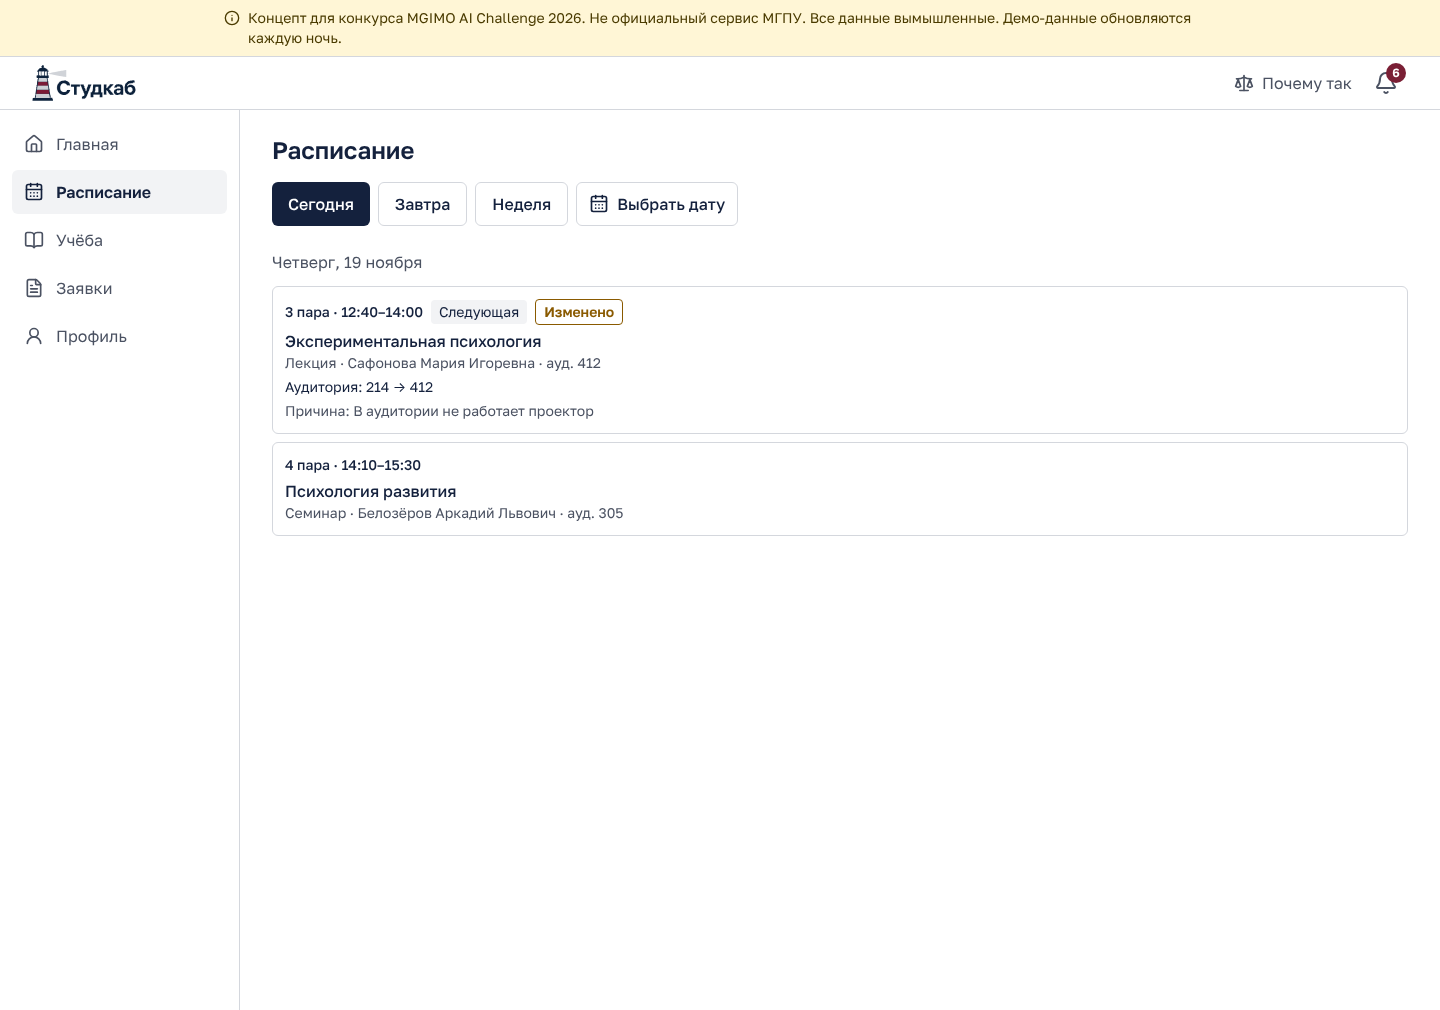 Концепт для конкурса MGIMO AI Challenge 2026. Не официальный сервис МГПУ. Все данные вымышленные. Демо-данные обновляются
каждую ночь.
Студкаб
Почему так
6
Главная
Расписание
Учёба
Заявки
Профиль
Расписание
Сегодня
Завтра
Неделя
Выбрать дату
Четверг, 19 ноября
3 пара · 12:40–14:00 Следующая Изменено
Экспериментальная психология
Лекция · Сафонова Мария Игоревна · ауд. 412
Аудитория: 214 → 412
Причина: В аудитории не работает проектор
4 пара · 14:10–15:30
Психология развития
Семинар · Белозёров Аркадий Львович · ауд. 305